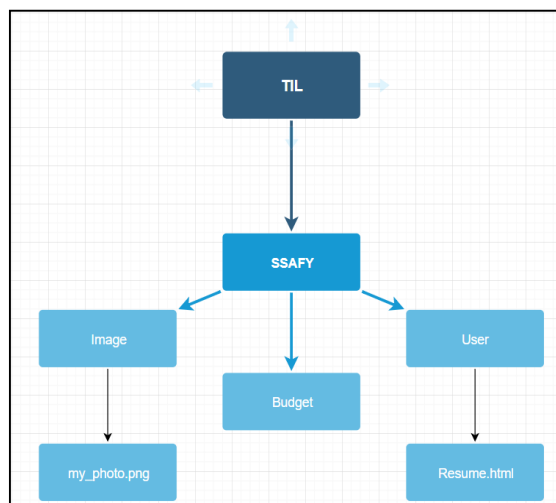 TIL
SSAFY
Image
User
Budget
my_photo.png
Resume.html